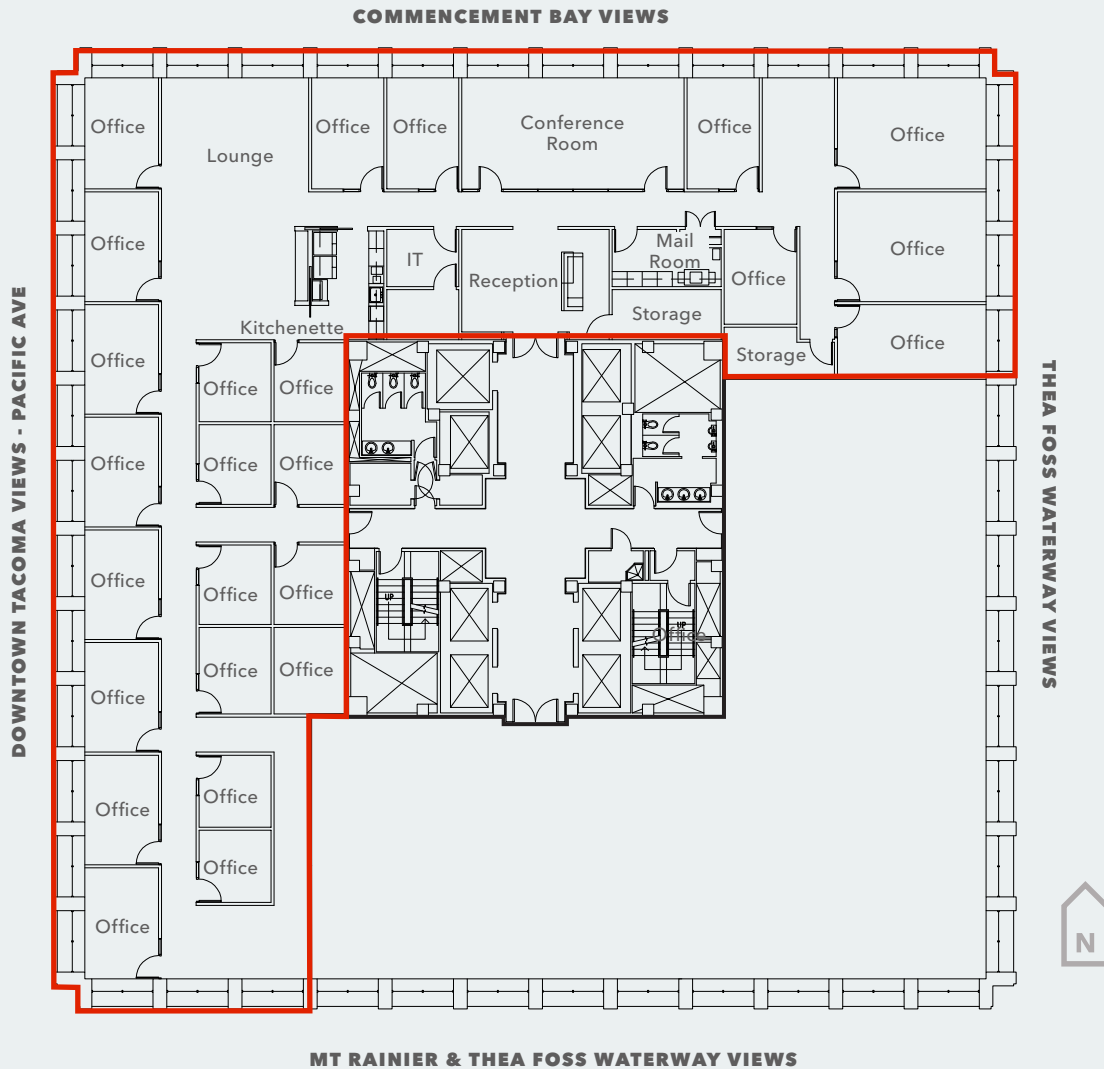 COMMENCEMENT BAY VIEWS
Office
Lounge
Office
Office
Conference
Room
Office
Office
Office
IT
Reception
Mail
Room
Office
Office
Storage
Kitchenette
Storage
Office
Office
Office
Office
Office
Office
Office
Office
Office
Office
Office
UP
UP
Office
Office
Office
Office
Office
Office
Office
Office
Office
DOWNTOWN TACOMA VIEWS - PACIFIC AVE
THEA FOSS WATERWAY VIEWS
N
MT RAINIER & THEA FOSS WATERWAY VIEWS